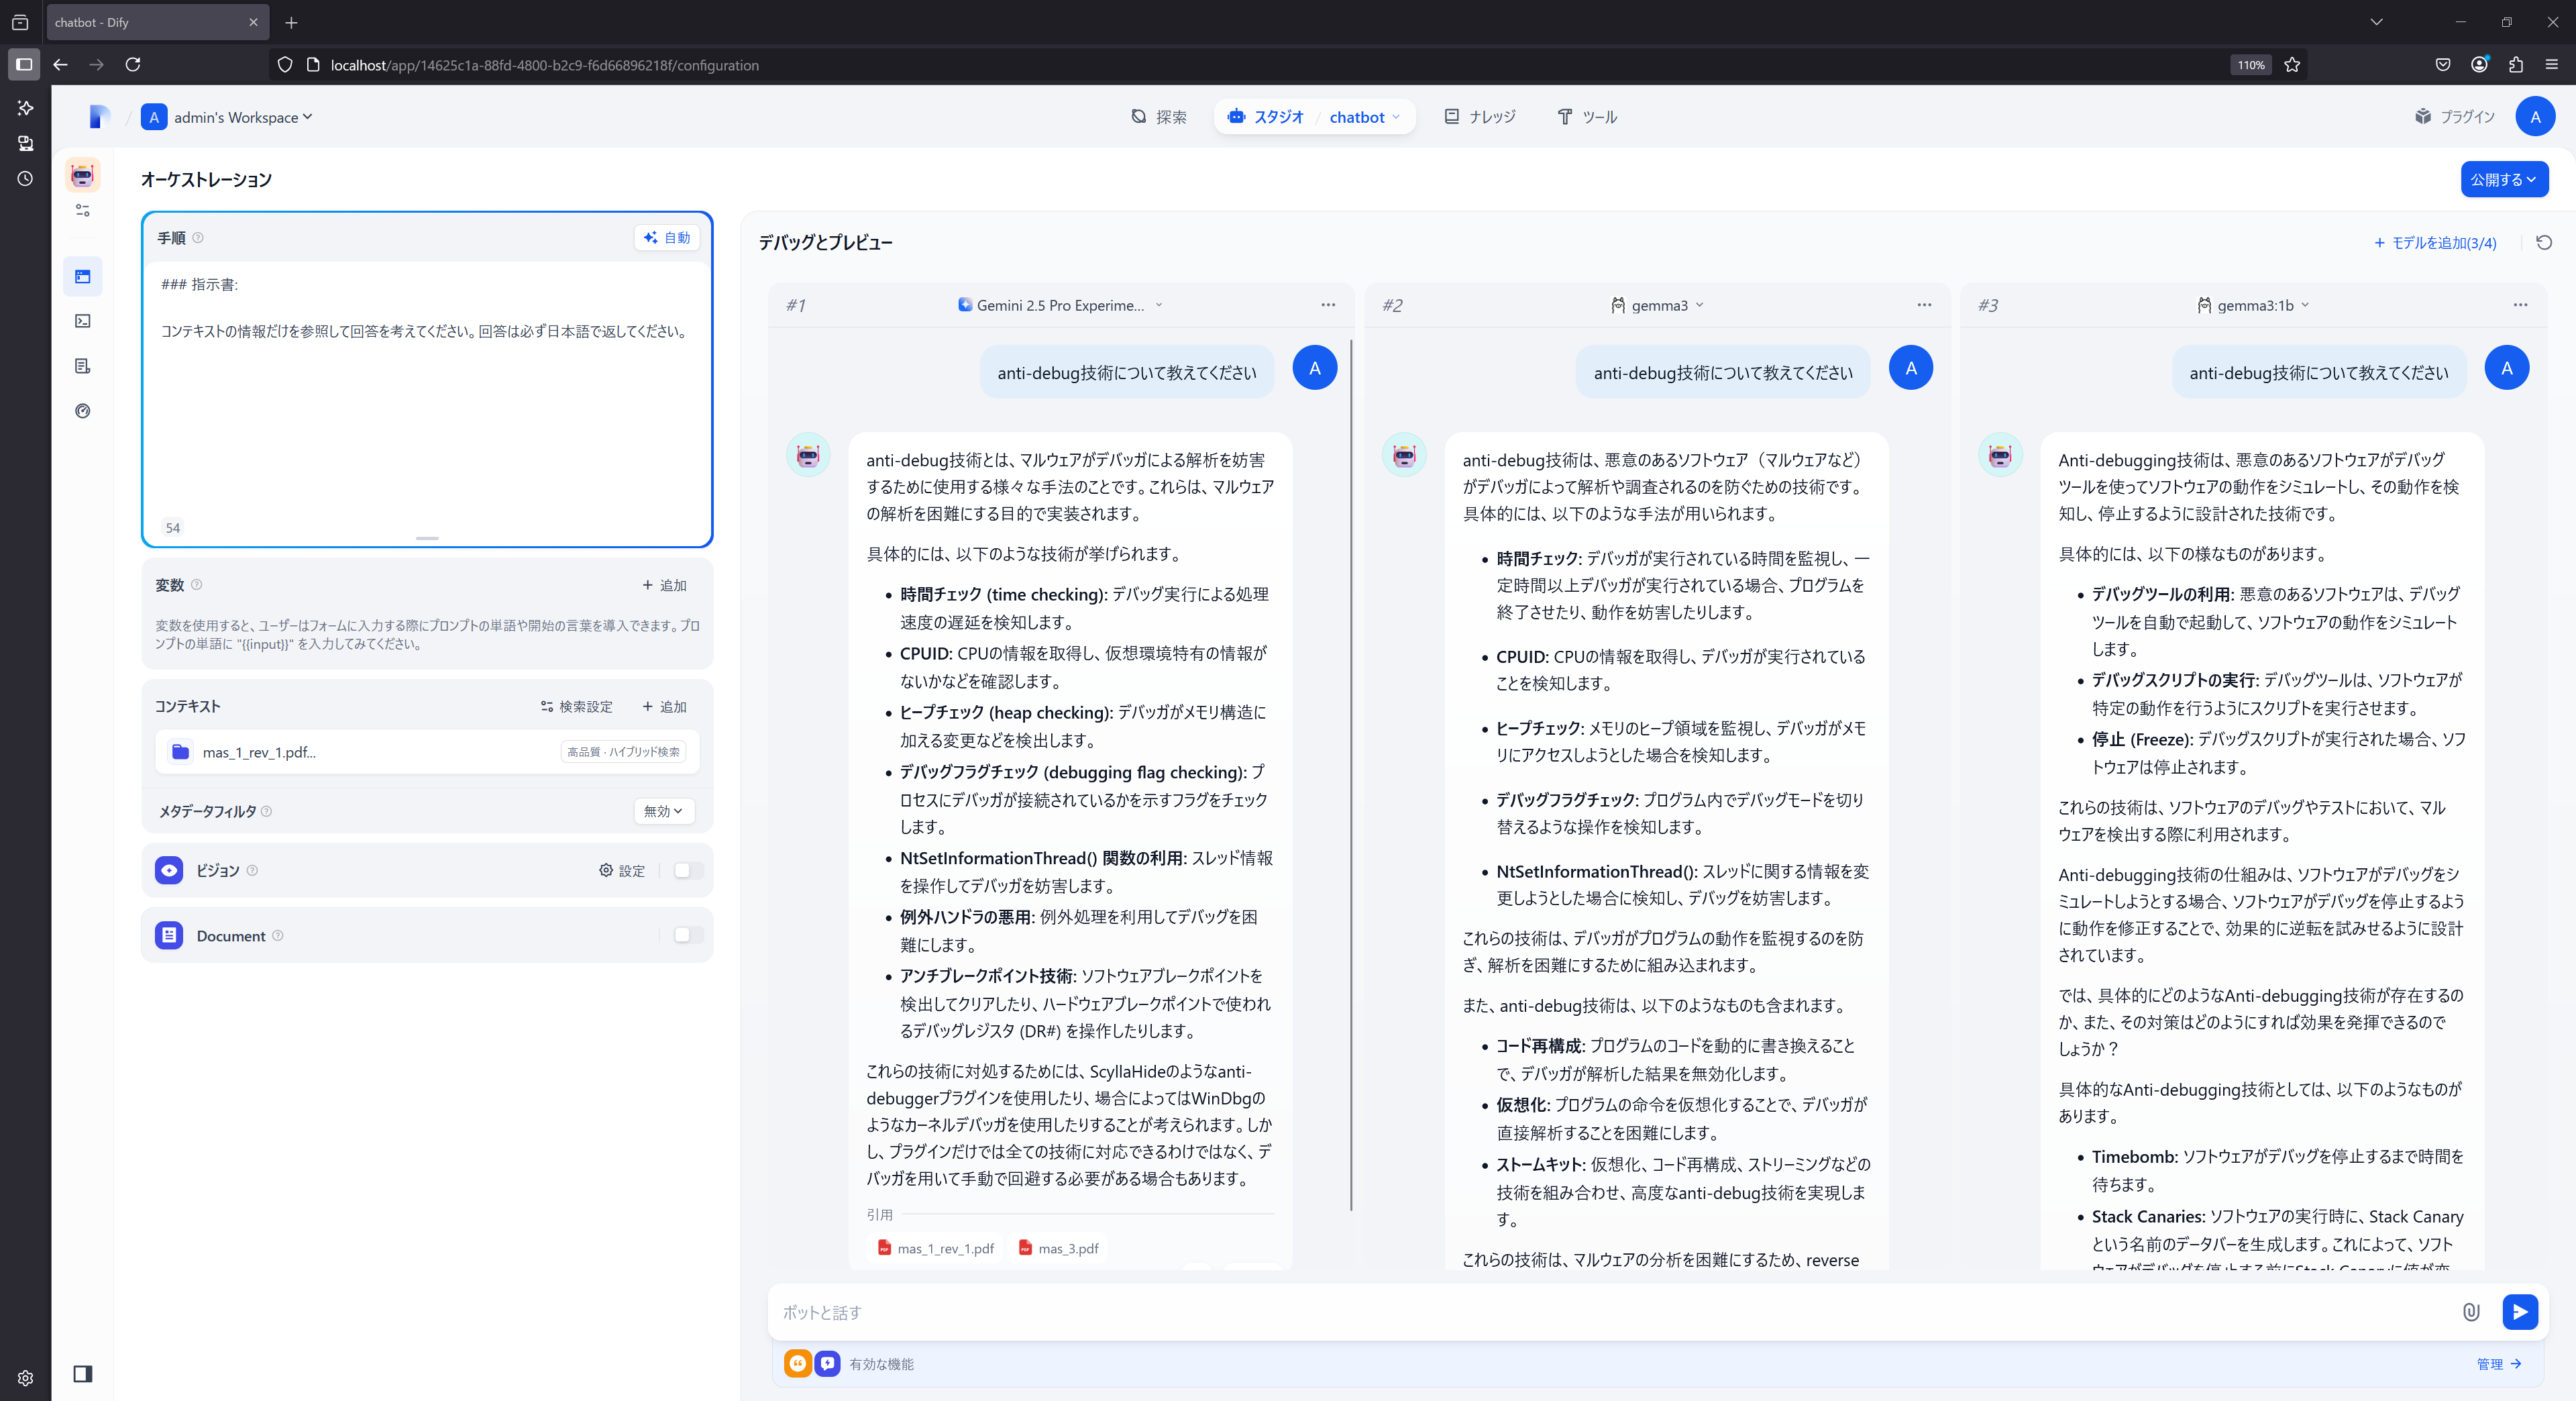 chatbot - Dify
localhost/app/14625c1a-88fd-4800-b2c9-f6d66896218f/configuration
110%
A
admin's Workspace
探索
スタジオ / chatbot
ナレッジ
ツール
プラグイン
A
オーケストレーション
公開する
手順
自動
### 指示書:
コンテキストの情報だけを参照して回答を考えてください。回答は必ず日本語で返してください。
54
変数
+ 追加
変数を使用すると、ユーザーはフォームに入力する際にプロンプトの単語や開始の言葉を導入できます。プロ
ンプトの単語に "{{input}}" を入力してみてください。
コンテキスト
検索設定
+ 追加
mas_1_rev_1.pdf...
高品質・ハイブリッド検索
メタデータフィルタ
無効
ビジョン
設定
Document
デバッグとプレビュー
+ モデルを追加(3/4)
#1
Gemini 2.5 Pro Experime...
anti-debug技術について教えてください
A
anti-debug技術とは、マルウェアがデバッガによる解析を妨害
するために使用する様々な手法のことです。これらは、マルウェア
の解析を困難にする目的で実装されます。
具体的には、以下のような技術が挙げられます。
• 時間チェック (time checking): デバッグ実行による処理
速度の遅延を検知します。
• CPUID: CPUの情報を取得し、仮想環境特有の情報が
ないかなどを確認します。
• ヒープチェック (heap checking): デバッガがメモリ構造に
加える変更などを検出します。
• デバッグフラグチェック (debugging flag checking): プ
ロセスにデバッガが接続されているかを示すフラグをチェック
します。
• NtSetInformationThread() 関数の利用: スレッド情報
を操作してデバッガを妨害します。
• 例外ハンドラの悪用: 例外処理を利用してデバッグを困
難にします。
• アンチブレークポイント技術: ソフトウェアブレークポイントを
検出してクリアしたり、ハードウェアブレークポイントで使われ
るデバッグレジスタ (DR#) を操作したりします。
これらの技術に対処するためには、ScyllaHideのようなanti-
debuggerプラグインを使用したり、場合によってはWinDbgの
ようなカーネルデバッガを使用したりすることが考えられます。しか
し、プラグインだけでは全ての技術に対応できるわけではなく、デ
バッガを用いて手動で回避する必要がある場合もあります。
引用
mas_1_rev_1.pdf
mas_3.pdf
#2
gemma3
anti-debug技術について教えてください
A
anti-debug技術は、悪意のあるソフトウェア（マルウェアなど）
がデバッガによって解析や調査されるのを防ぐための技術です。
具体的には、以下のような手法が用いられます。
• 時間チェック: デバッガが実行されている時間を監視し、一
定時間以上デバッガが実行されている場合、プログラムを
終了させたり、動作を妨害したりします。
• CPUID: CPUの情報を取得し、デバッガが実行されている
ことを検知します。
• ヒープチェック: メモリのヒープ領域を監視し、デバッガがメモ
リにアクセスしようとした場合を検知します。
• デバッグフラグチェック: プログラム内でデバッグモードを切り
替えるような操作を検知します。
• NtSetInformationThread(): スレッドに関する情報を変
更しようとした場合に検知し、デバッグを妨害します。
これらの技術は、デバッガがプログラムの動作を監視するのを防
ぎ、解析を困難にするために組み込まれます。
また、anti-debug技術は、以下のようなものも含まれます。
• コード再構成: プログラムのコードを動的に書き換えること
で、デバッガが解析した結果を無効化します。
• 仮想化: プログラムの命令を仮想化することで、デバッガが
直接解析することを困難にします。
• ストームキット: 仮想化、コード再構成、ストリーミングなどの
技術を組み合わせ、高度なanti-debug技術を実現しま
す。
これらの技術は、マルウェアの分析を困難にするため、reverse
#3
gemma3:1b
anti-debug技術について教えてください
A
Anti-debugging技術は、悪意のあるソフトウェアがデバッグ
ツールを使ってソフトウェアの動作をシミュレートし、その動作を検
知し、停止するように設計された技術です。
具体的には、以下の様なものがあります。
• デバッグツールの利用: 悪意のあるソフトウェアは、デバッグ
ツールを自動で起動して、ソフトウェアの動作をシミュレート
します。
• デバッグスクリプトの実行: デバッグツールは、ソフトウェアが
特定の動作を行うようにスクリプトを実行させます。
• 停止 (Freeze): デバッグスクリプトが実行された場合、ソフ
トウェアは停止されます。
これらの技術は、ソフトウェアのデバッグやテストにおいて、マル
ウェアを検出する際に利用されます。
Anti-debugging技術の仕組みは、ソフトウェアがデバッグをシ
ミュレートしようとする場合、ソフトウェアがデバッグを停止するよう
に動作を修正することで、効果的に逆転を試みせるように設計
されています。
では、具体的にどのようなAnti-debugging技術が存在するの
か、また、その対策はどのようにすれば効果を発揮できるので
しょうか？
具体的なAnti-debugging技術としては、以下のようなものが
あります。
• Timebomb: ソフトウェアがデバッグを停止するまで時間を
待ちます。
• Stack Canaries: ソフトウェアの実行時に、Stack Canary
という名前のデータバーを生成します。これによって、ソフト
ウェアがデバッグを停止する前にStack Canaryに値が変
ボットと話す
有効な機能
管理 →